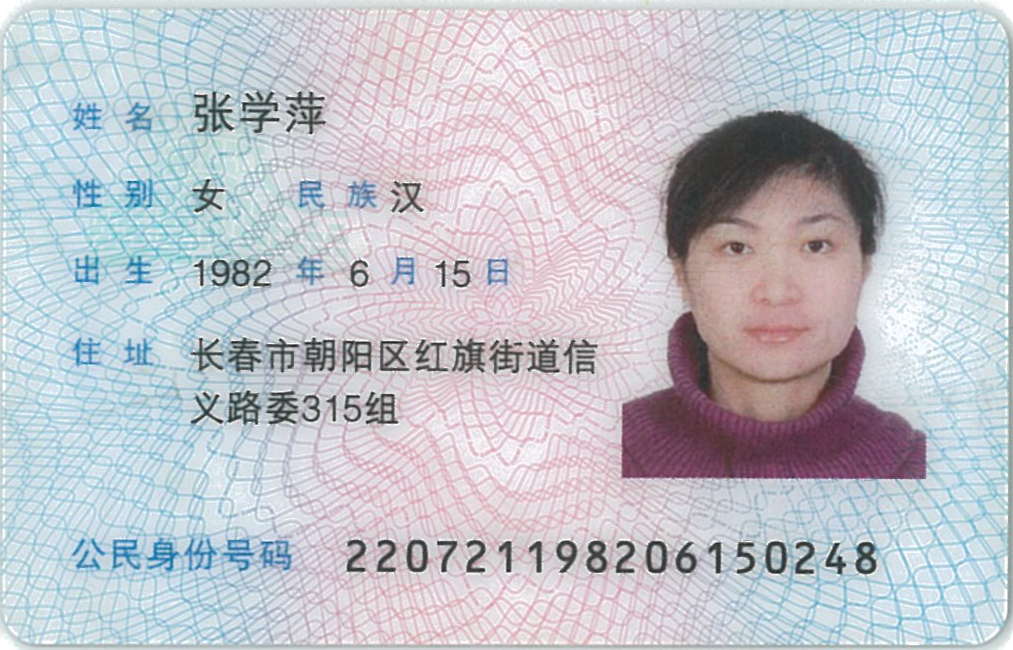 姓名 张学萍
性别 女 民族 汉
出生 1982 年 6 月 15 日
住址 长春市朝阳区红旗街道信
义路委315组
公民身份号码 220721198206150248